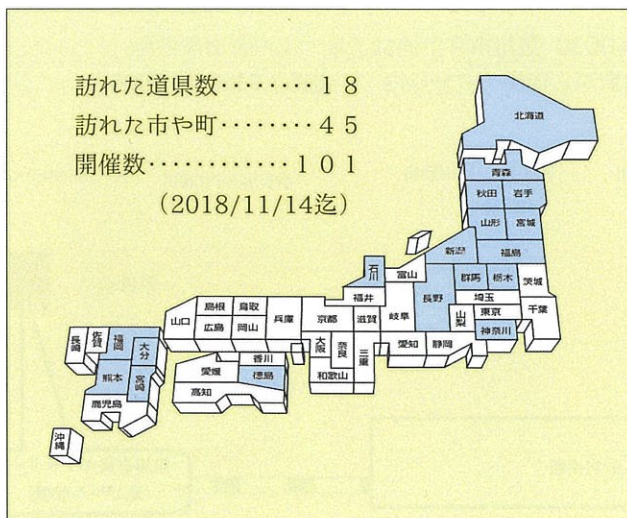 訪れた道県数········１８
訪れた市や町········４５
開催数············１０１
(2018/11/14迄)
北海道
青森
秋田 岩手
山形 宮城
新潟 福島
石川 富山 群馬 栃木 茨城
福井 長野 埼玉 千葉
岐阜 山梨 東京
神奈川
島根 鳥取 兵庫 京都 滋賀
山口 広島 岡山 愛知 静岡
大阪 奈良 三重
和歌山
香川
愛媛 徳島
高知
長崎 佐賀 福岡 大分
熊本 宮崎
鹿児島
沖縄